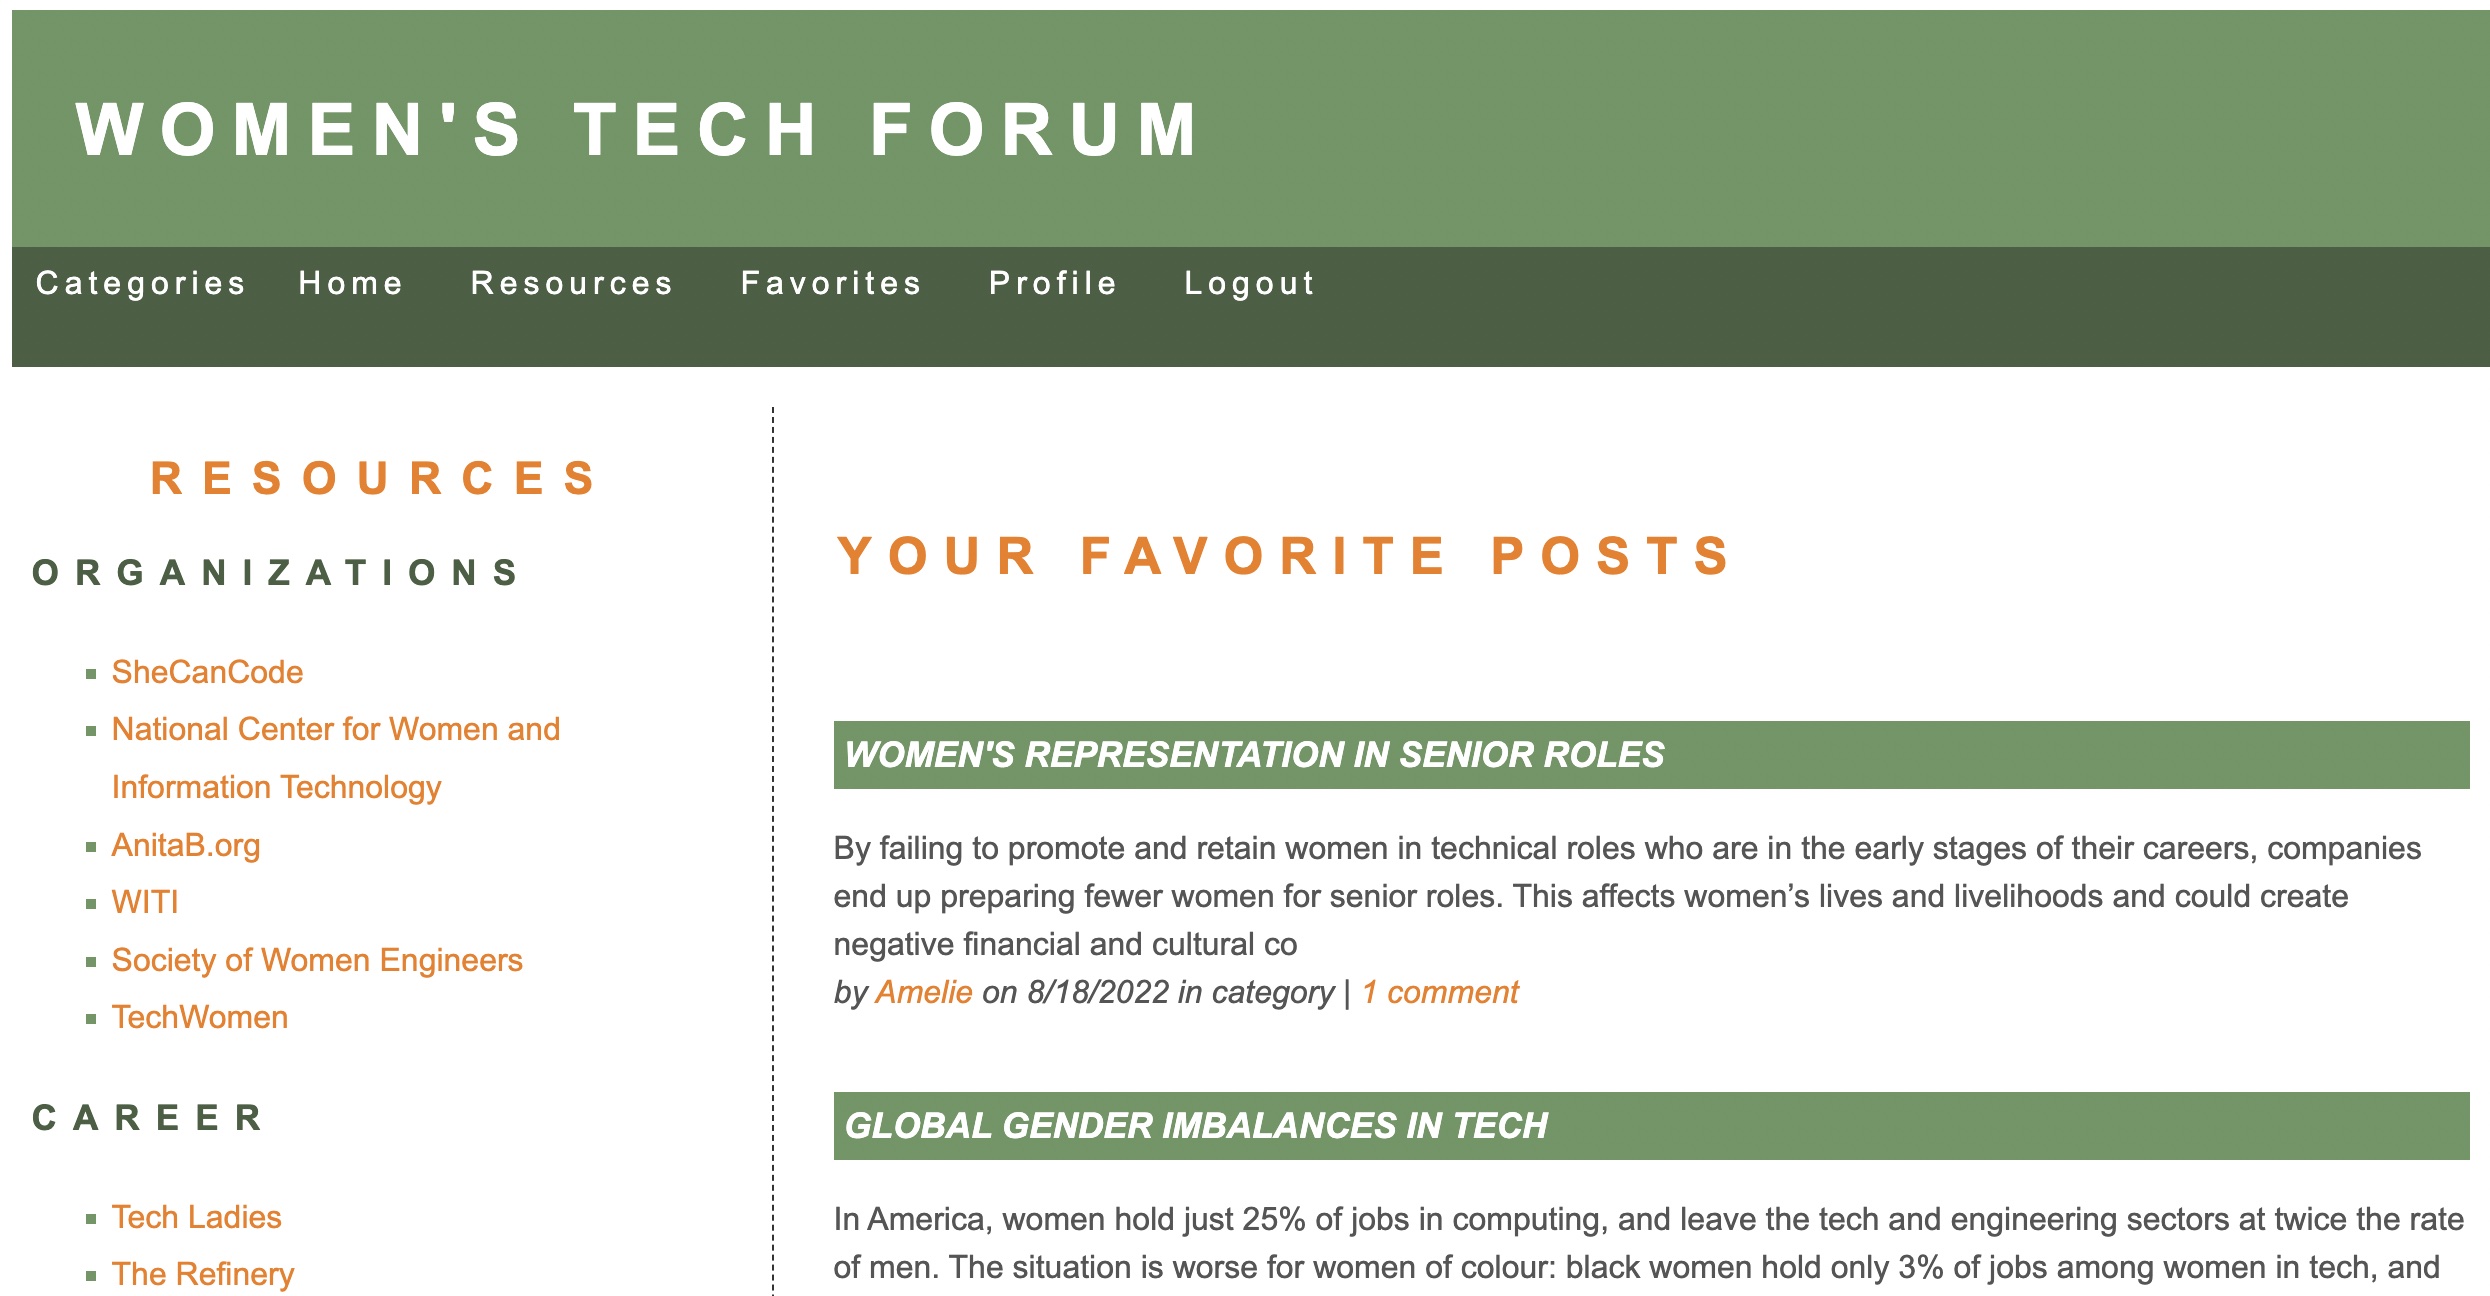 WOMEN'S TECH FORUM
Categories Home Resources Favorites Profile Logout
RESOURCES
ORGANIZATIONS
SheCanCode
National Center for Women and
Information Technology
AnitaB.org
WITI
Society of Women Engineers
TechWomen
CAREER
Tech Ladies
The Refinery
YOUR FAVORITE POSTS
WOMEN'S REPRESENTATION IN SENIOR ROLES
By failing to promote and retain women in technical roles who are in the early stages of their careers, companies
end up preparing fewer women for senior roles. This affects women’s lives and livelihoods and could create
negative financial and cultural co
by Amelie on 8/18/2022 in category | 1 comment
GLOBAL GENDER IMBALANCES IN TECH
In America, women hold just 25% of jobs in computing, and leave the tech and engineering sectors at twice the rate
of men. The situation is worse for women of colour: black women hold only 3% of jobs among women in tech, and